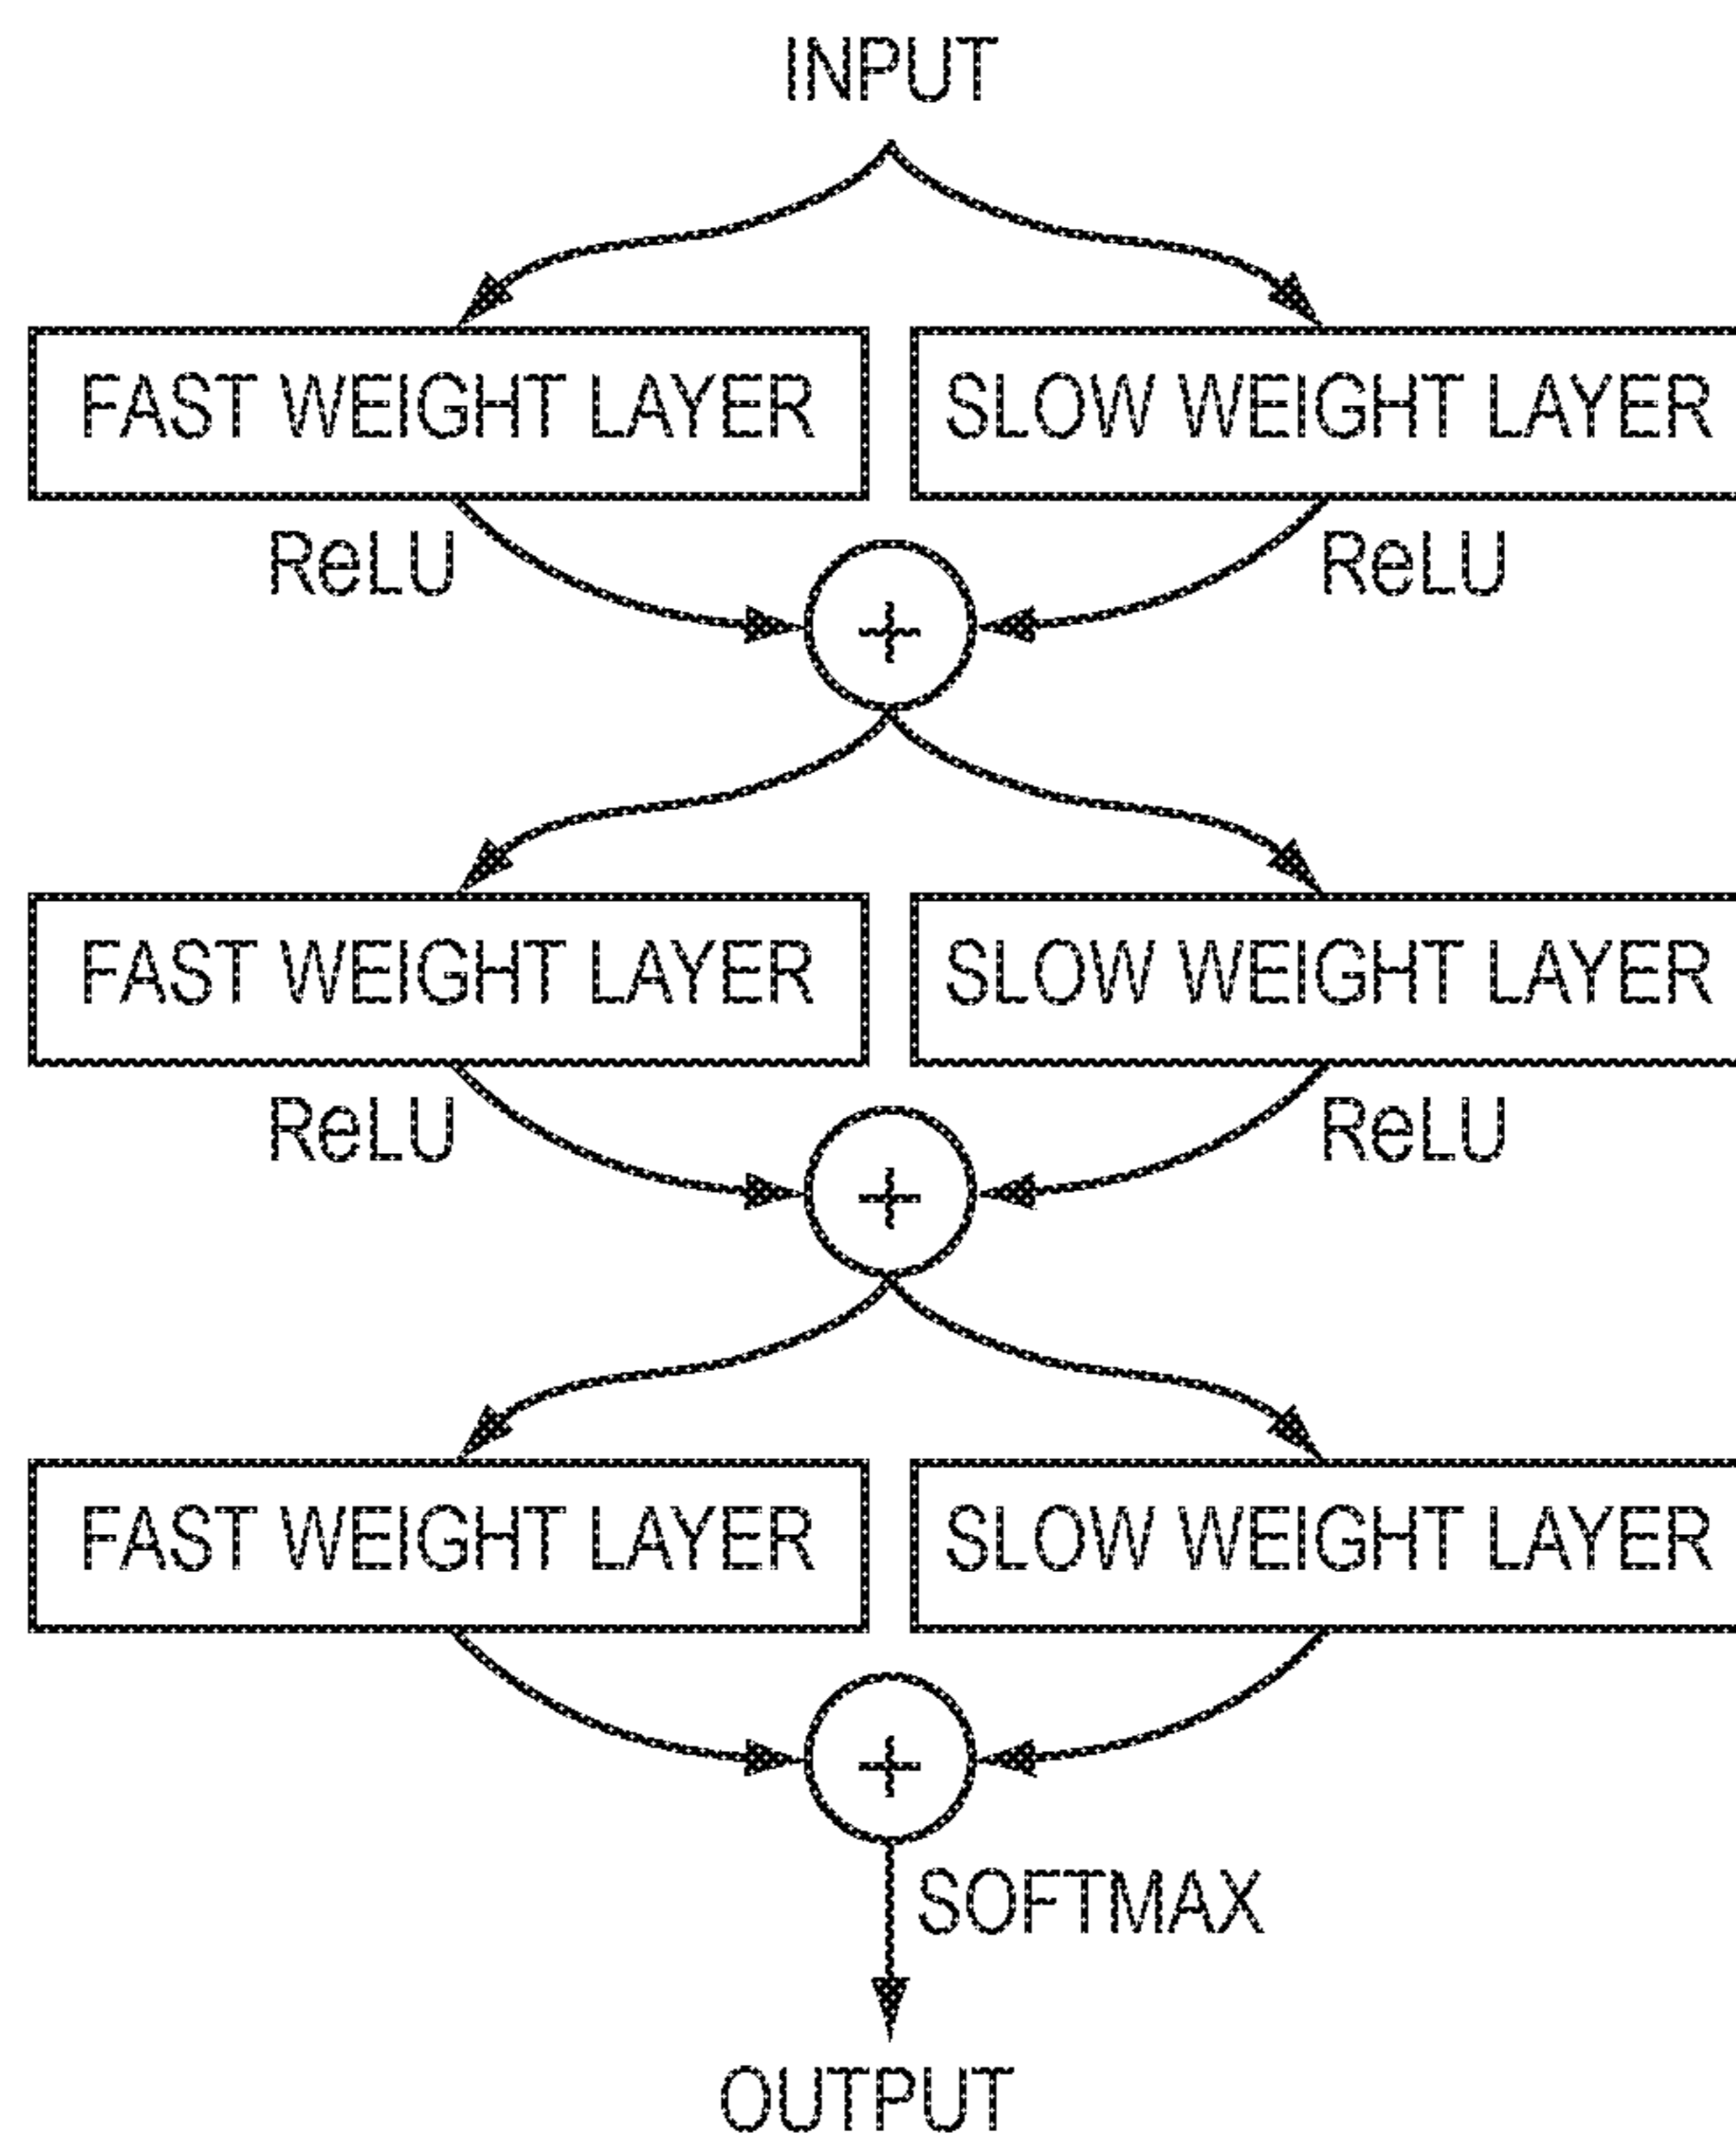 INPUT
FAST WEIGHT LAYER SLOW WEIGHT LAYER
ReLU ReLU
+
FAST WEIGHT LAYER SLOW WEIGHT LAYER
ReLU ReLU
+
FAST WEIGHT LAYER SLOW WEIGHT LAYER
+
SOFTMAX
OUTPUT